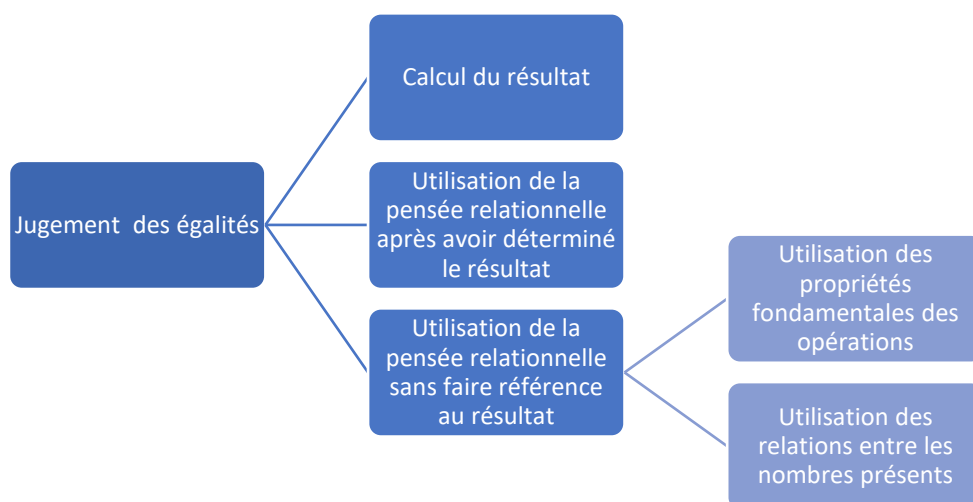 Calcul du résultat
Jugement des égalités
Utilisation de la
pensée relationnelle
après avoir déterminé
le résultat
Utilisation de la
pensée relationnelle
sans faire référence
au résultat
Utilisation des
propriétés
fondamentales des
opérations
Utilisation des
relations entre les
nombres présents